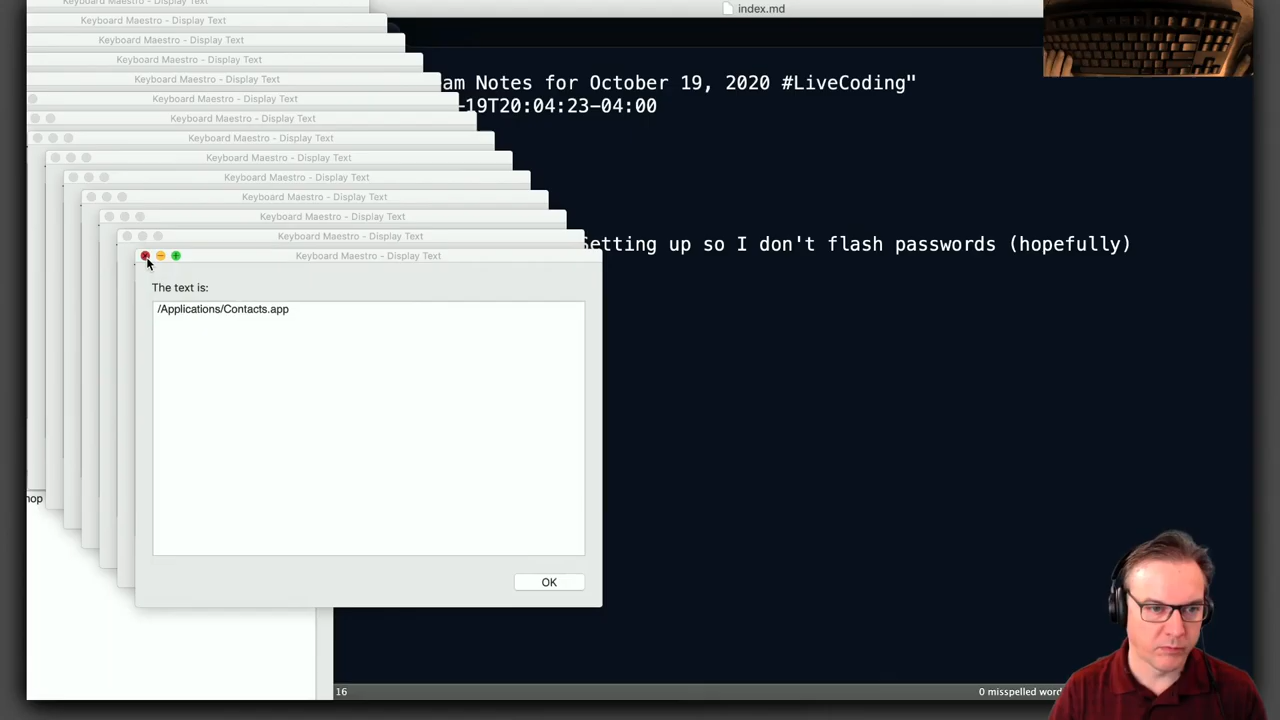 index.md
Keyboard Maestro - Display Text
Keyboard Maestro - Display Text
Keyboard Maestro - Display Text
Keyboard Maestro - Display Text
Keyboard Maestro - Display Text
am Notes for October 19, 2020 #LiveCoding"
-19T20:04:23-04:00
Keyboard Maestro - Display Text
Keyboard Maestro - Display Text
Keyboard Maestro - Display Text
Keyboard Maestro - Display Text
Keyboard Maestro - Display Text
Keyboard Maestro - Display Text
Keyboard Maestro - Display Text
Keyboard Maestro - Display Text
Setting up so I don't flash passwords (hopefully)
Keyboard Maestro - Display Text
The text is:
/Applications/Contacts.app
hop
OK
16
0 misspelled word